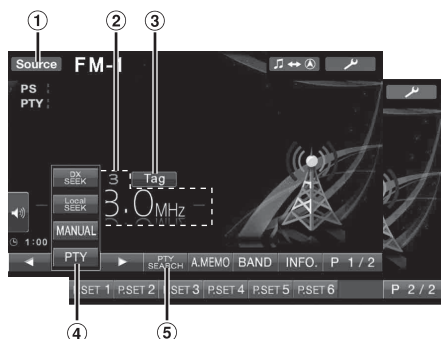 ① ② ③
Source FM-1
PS
PTY
DX SEEK
3 Tag
Local SEEK
3.0MHz
MANUAL
1:00
PTY
PTY SEARCH A.MEMO BAND INFO. P 1/2
SET 1 P.SET 2 SET 3 P.SET 4 P.SET 5 P.SET 6 P 2/2
④ ⑤